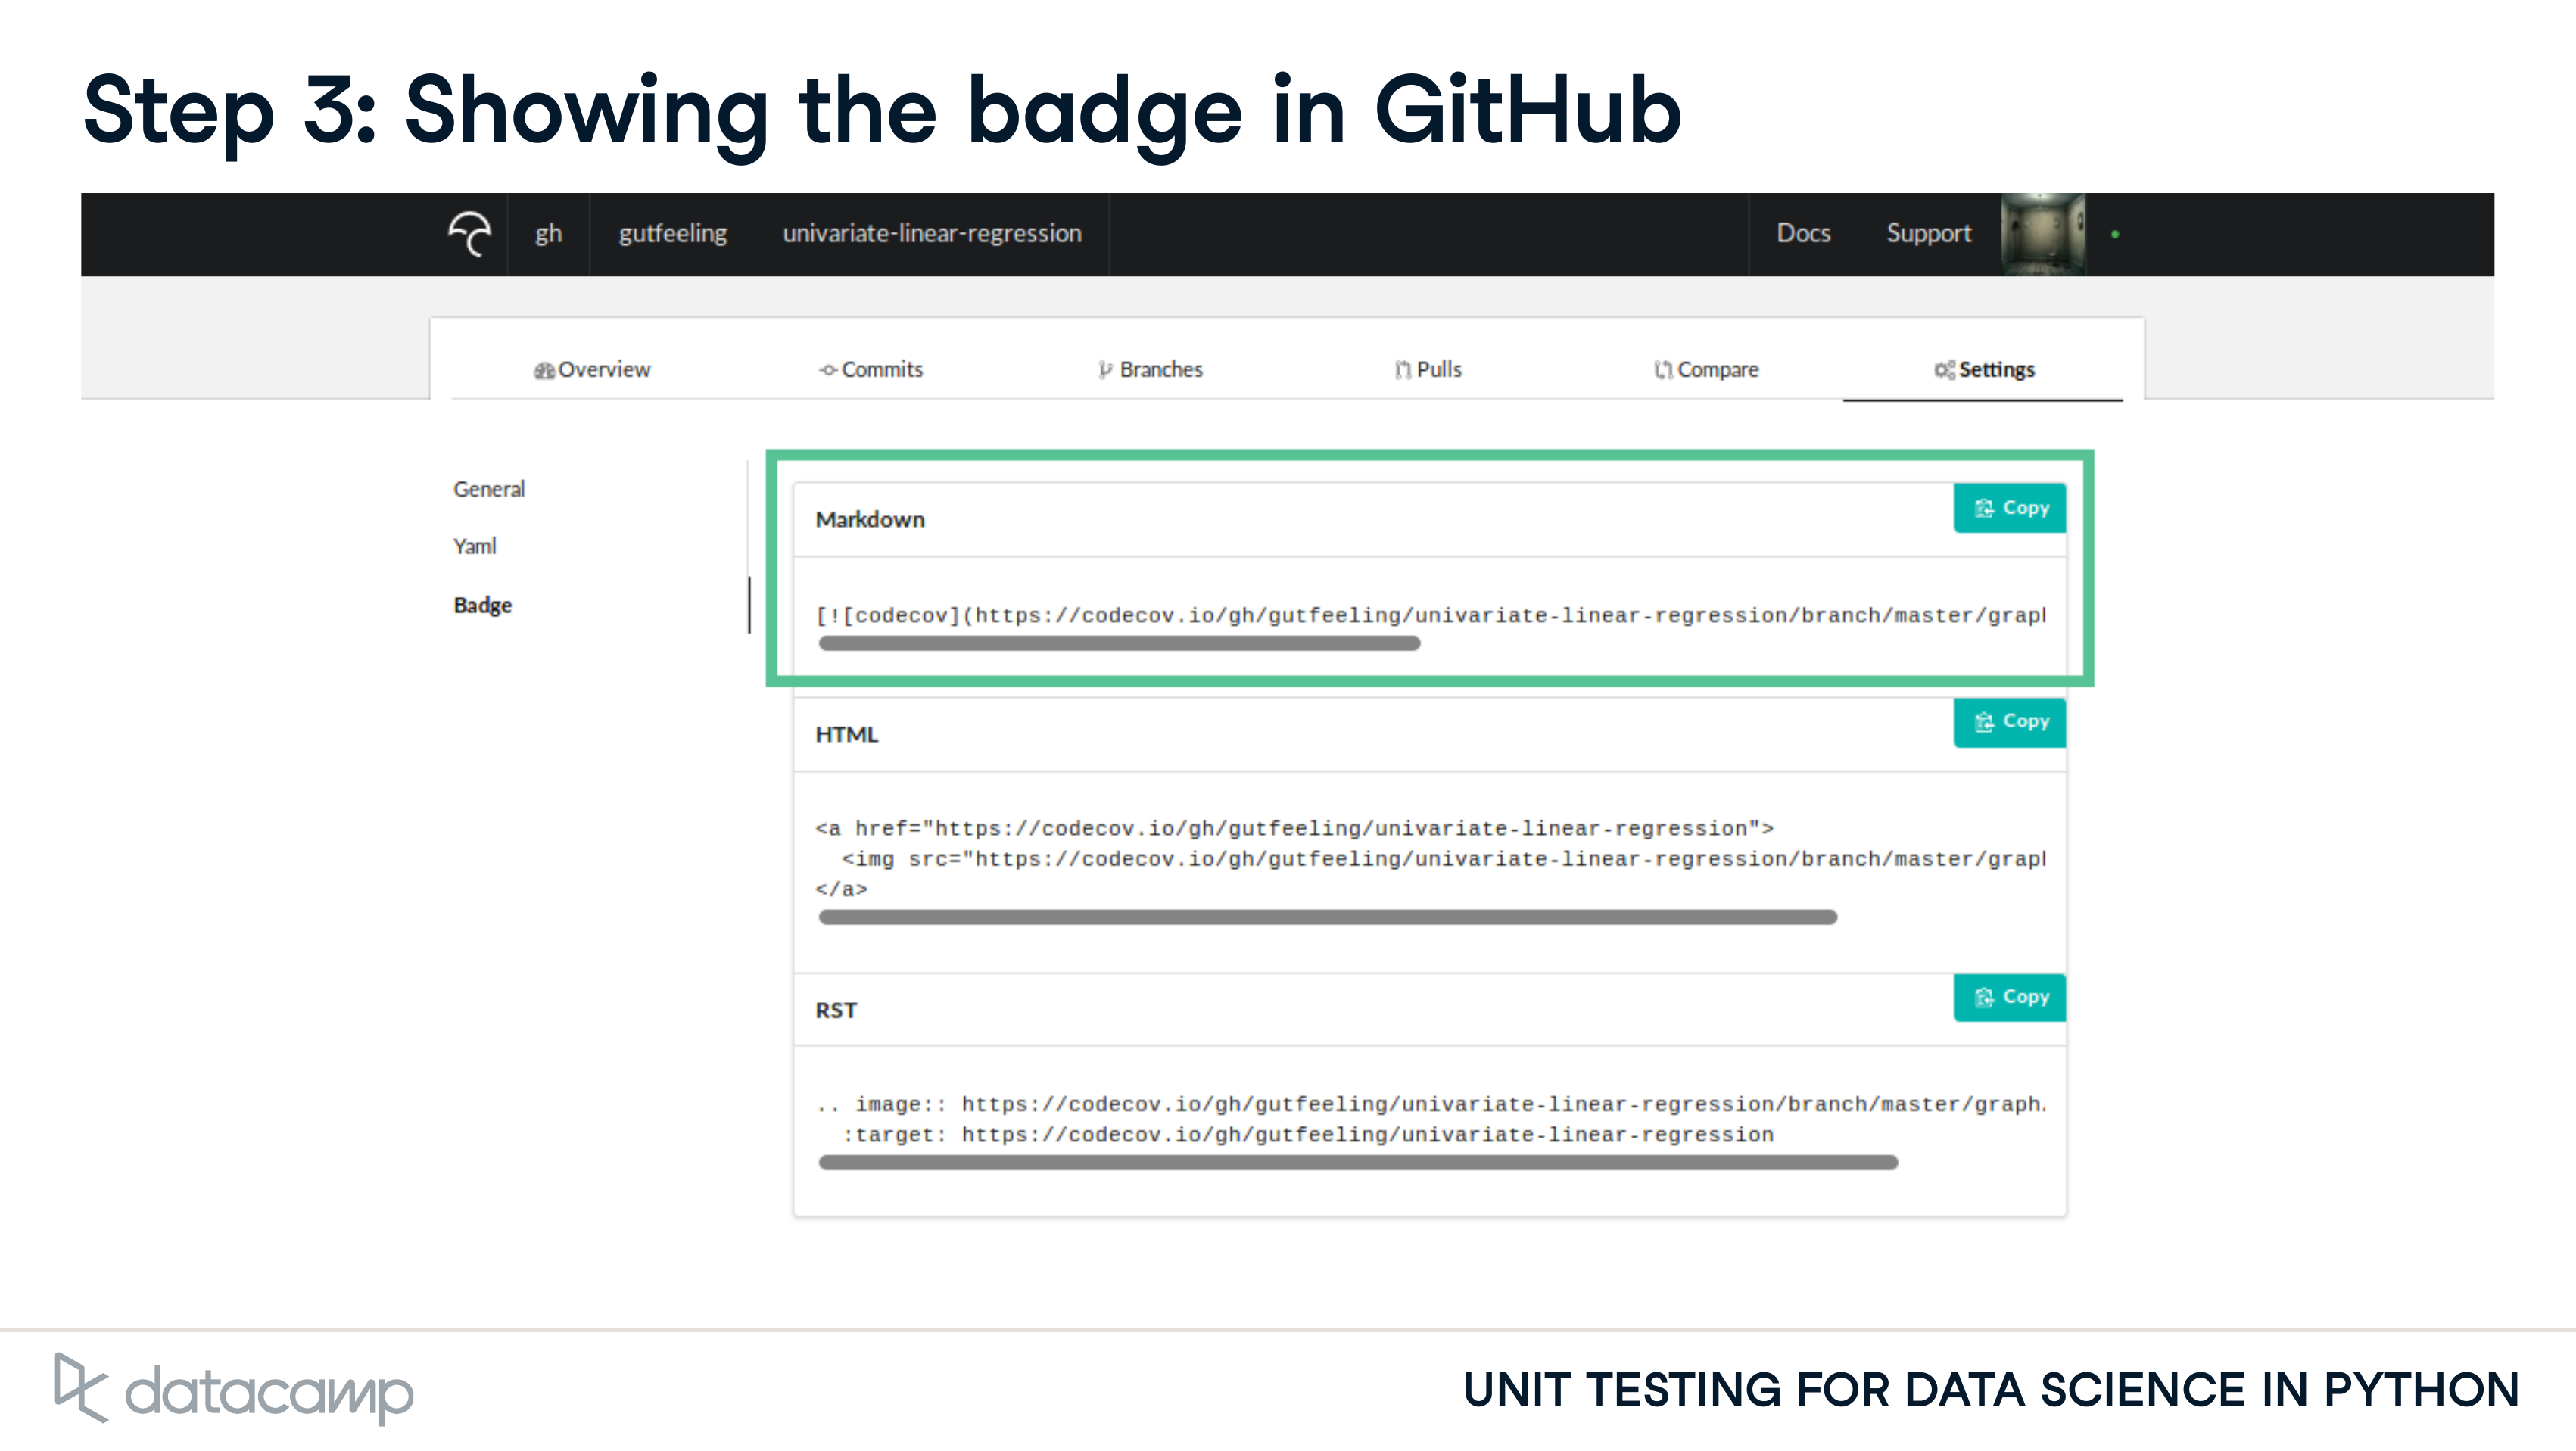 Step 3: Showing the badge in GitHub
gh gutfeeling univariate-linear-regression Docs Support
Overview Commits Branches Pulls Compare Settings
General
Yaml
Badge
Markdown Copy
[![codecov](https://codecov.io/gh/gutfeeling/univariate-linear-regression/branch/master/grap
HTML Copy
<a href="https://codecov.io/gh/gutfeeling/univariate-linear-regression">
<img src="https://codecov.io/gh/gutfeeling/univariate-linear-regression/branch/master/grap
</a>
RST Copy
.. image:: https://codecov.io/gh/gutfeeling/univariate-linear-regression/branch/master/graph.
:target: https://codecov.io/gh/gutfeeling/univariate-linear-regression
datacamp
UNIT TESTING FOR DATA SCIENCE IN PYTHON